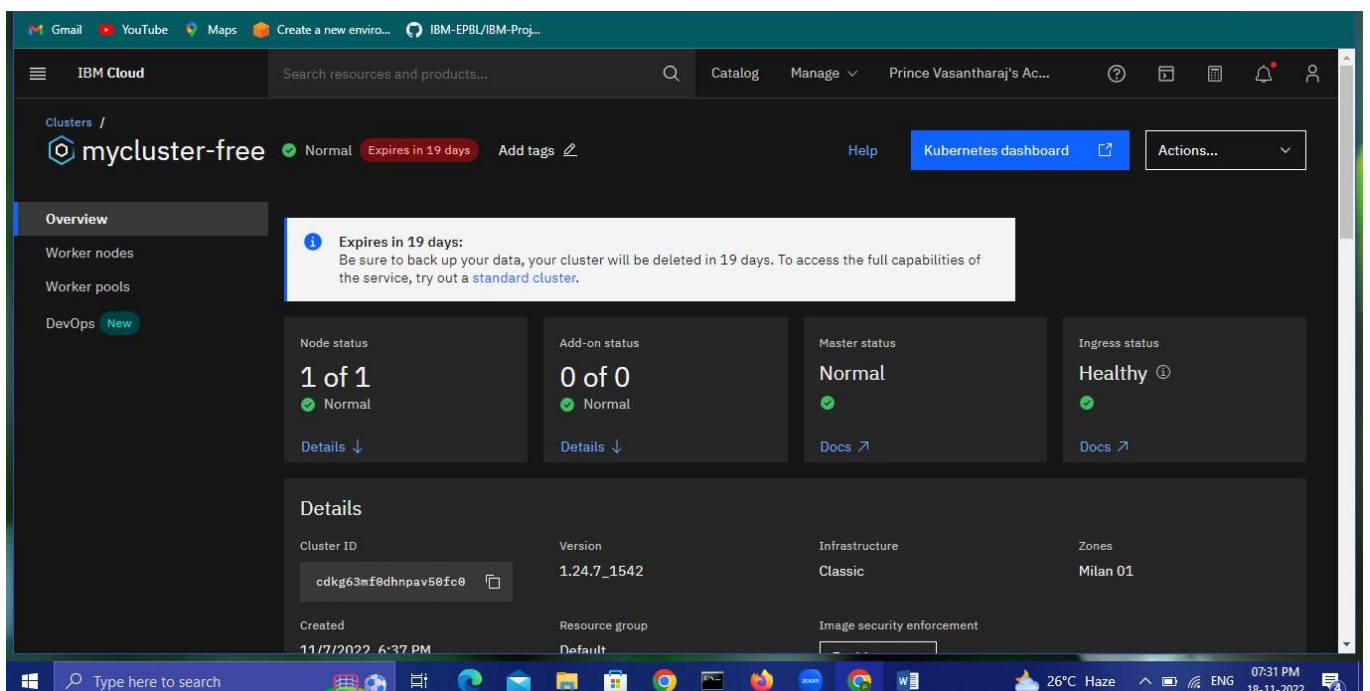 Gmail YouTube Maps Create a new enviro... IBM-EPBL/IBM-Proj...
IBM Cloud Search resources and products... Catalog Manage Prince Vasantharaj's Ac...
Clusters /
mycluster-free Normal Expires in 19 days Add tags Help Kubernetes dashboard Actions...
Overview
Worker nodes
Worker pools
DevOps New
Expires in 19 days:
Be sure to back up your data, your cluster will be deleted in 19 days. To access the full capabilities of
the service, try out a standard cluster.
Node status Add-on status Master status Ingress status
1 of 1 0 of 0 Normal Healthy
Normal Normal
Details Details Docs Docs
Details
Cluster ID Version Infrastructure Zones
cdkg63mf0dhnpav50fc0 1.24.7_1542 Classic Milan 01
Created Resource group Image security enforcement
11/7/2022, 6:37 PM Default
Type here to search zoom 26°C Haze ENG 07:31 PM
18-11-2022 4